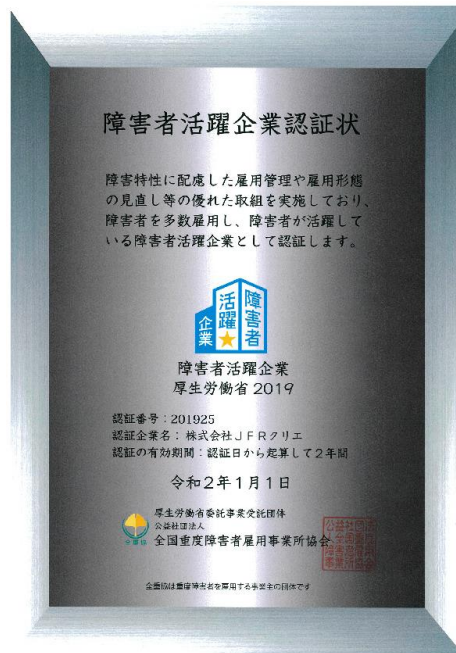 障害者活躍企業認証状
障害特性に配慮した雇用管理や雇用形態
の見直し等の優れた取組を実施しており、
障害者を多数雇用し、障害者が活躍して
いる障害者活躍企業として認証します。
障害者
活躍
企業
障害者活躍企業
厚生労働省 2019
認証番号：201925
認証企業名：株式会社JFRクリエ
認証の有効期間：認証日から起算して2年間
令和2年1月1日
厚生労働省委託事業受託団体
公益社団法人
全国重度障害者雇用事業所協会
全重協
全重協は重度障害者を雇用する事業主の団体です